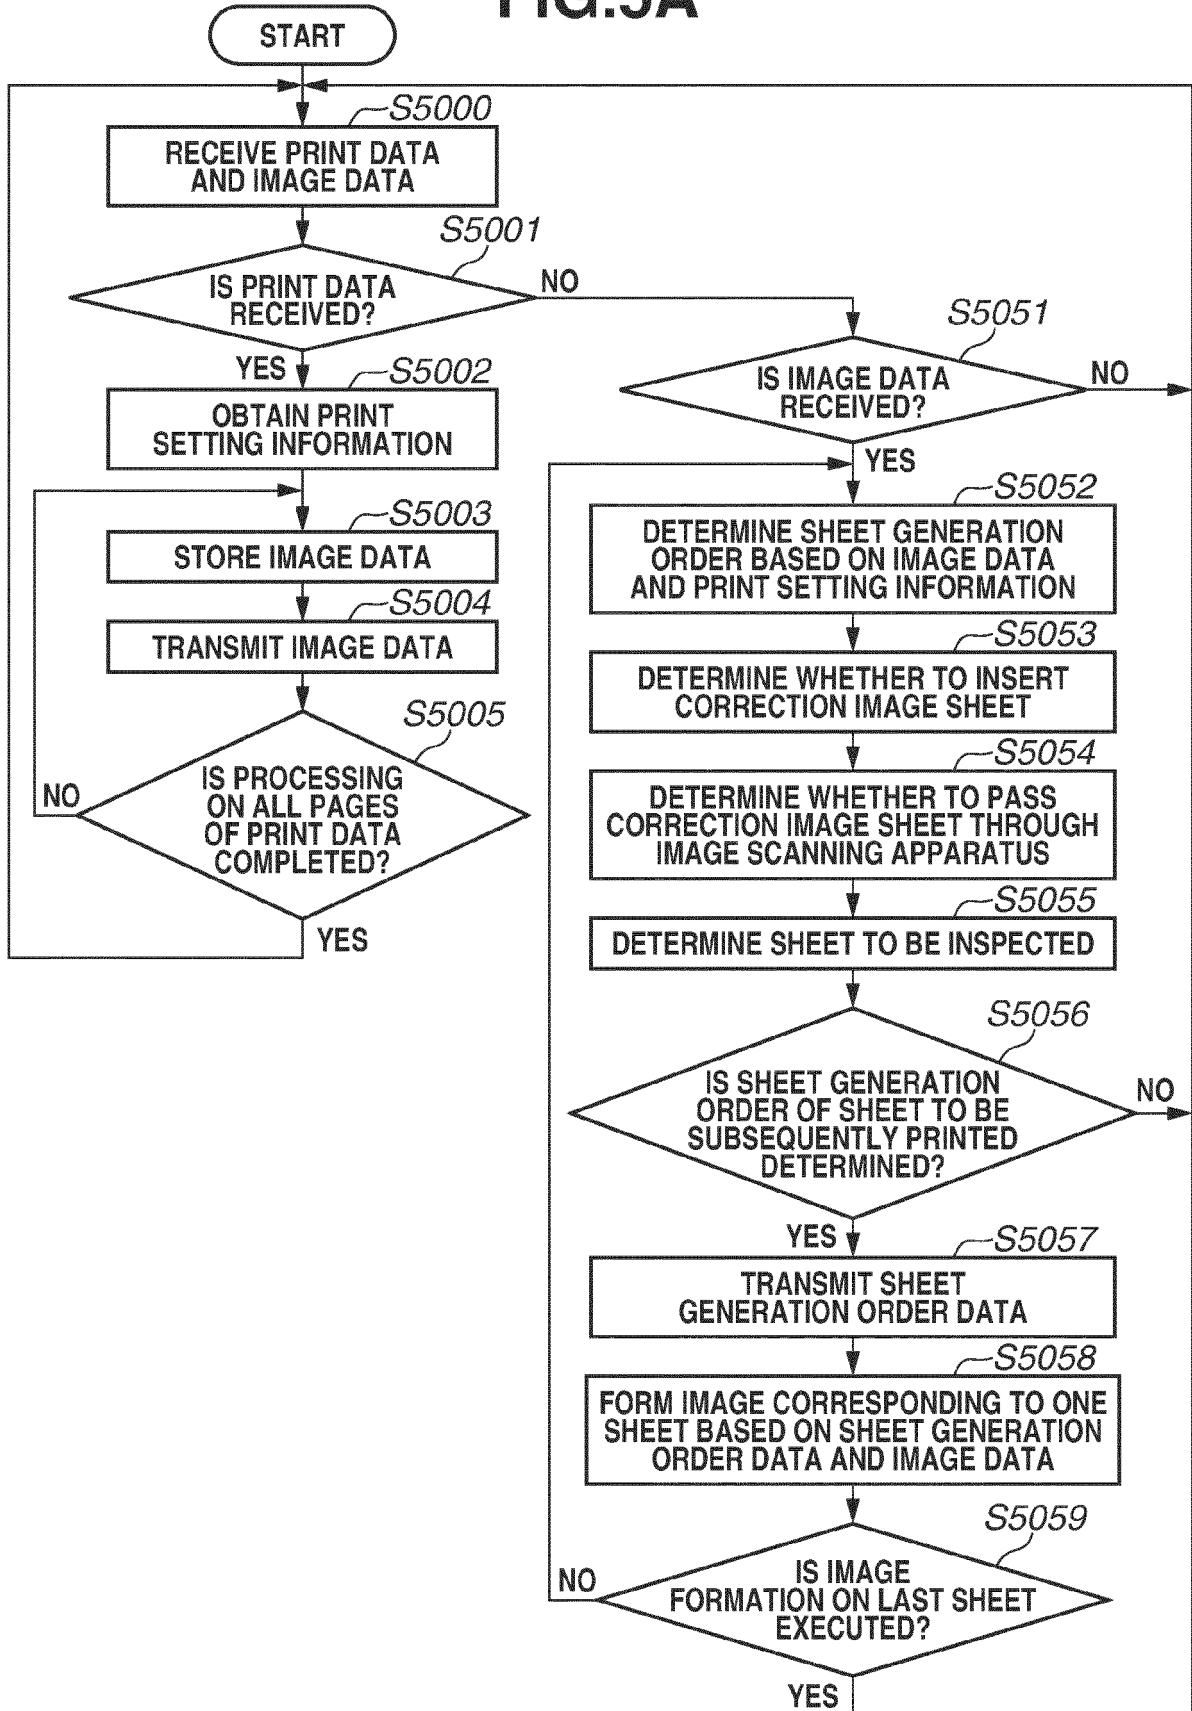 FIG.5A
START
S5000
RECEIVE PRINT DATA
AND IMAGE DATA
S5001
IS PRINT DATA
RECEIVED?
NO
YES
S5002
OBTAIN PRINT
SETTING INFORMATION
S5003
STORE IMAGE DATA
S5004
TRANSMIT IMAGE DATA
S5005
IS PROCESSING
ON ALL PAGES
OF PRINT DATA
COMPLETED?
NO
YES
S5051
IS IMAGE DATA
RECEIVED?
NO
YES
S5052
DETERMINE SHEET GENERATION
ORDER BASED ON IMAGE DATA
AND PRINT SETTING INFORMATION
S5053
DETERMINE WHETHER TO INSERT
CORRECTION IMAGE SHEET
S5054
DETERMINE WHETHER TO PASS
CORRECTION IMAGE SHEET THROUGH
IMAGE SCANNING APPARATUS
S5055
DETERMINE SHEET TO BE INSPECTED
S5056
IS SHEET GENERATION
ORDER OF SHEET TO BE
SUBSEQUENTLY PRINTED
DETERMINED?
NO
YES
S5057
TRANSMIT SHEET
GENERATION ORDER DATA
S5058
FORM IMAGE CORRESPONDING TO ONE
SHEET BASED ON SHEET GENERATION
ORDER DATA AND IMAGE DATA
S5059
IS IMAGE
FORMATION ON LAST SHEET
EXECUTED?
NO
YES